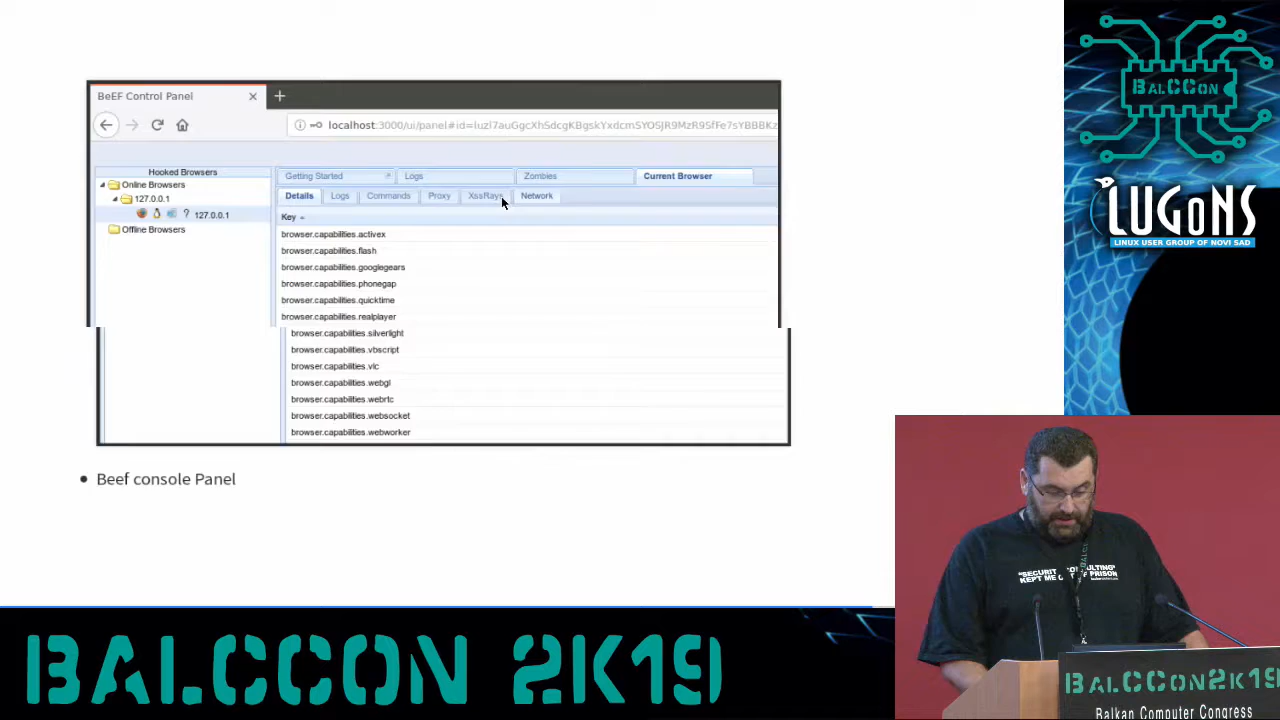 BeEF Control Panel
localhost:3000/ui/panel#id=
Hooked Browsers
Online Browsers
127.0.0.1
127.0.0.1
Offline Browsers
Getting Started
Logs
Zombies
Current Browser
Details
Logs
Commands
Proxy
XssRays
Network
Key
browser.capabilities.activex
browser.capabilities.flash
browser.capabilities.googlegears
browser.capabilities.phonegap
browser.capabilities.quicktime
browser.capabilities.realplayer
browser.capabilities.silverlight
browser.capabilities.vbscript
browser.capabilities.vlc
browser.capabilities.webgl
browser.capabilities.webrtc
browser.capabilities.websocket
browser.capabilities.webworker
• Beef console Panel
BALCCON
LUGONS
LINUX USER GROUP OF NOVI SAD
KEPT ME PRISON
BALCCON 2K19
BALCCON2K19
Balkan Computer Congress